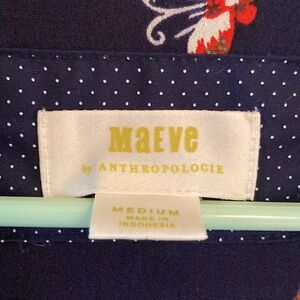 MaEVe
by ANTHROPOLOGIE
MEDIUM
MADE IN
INDONESIA